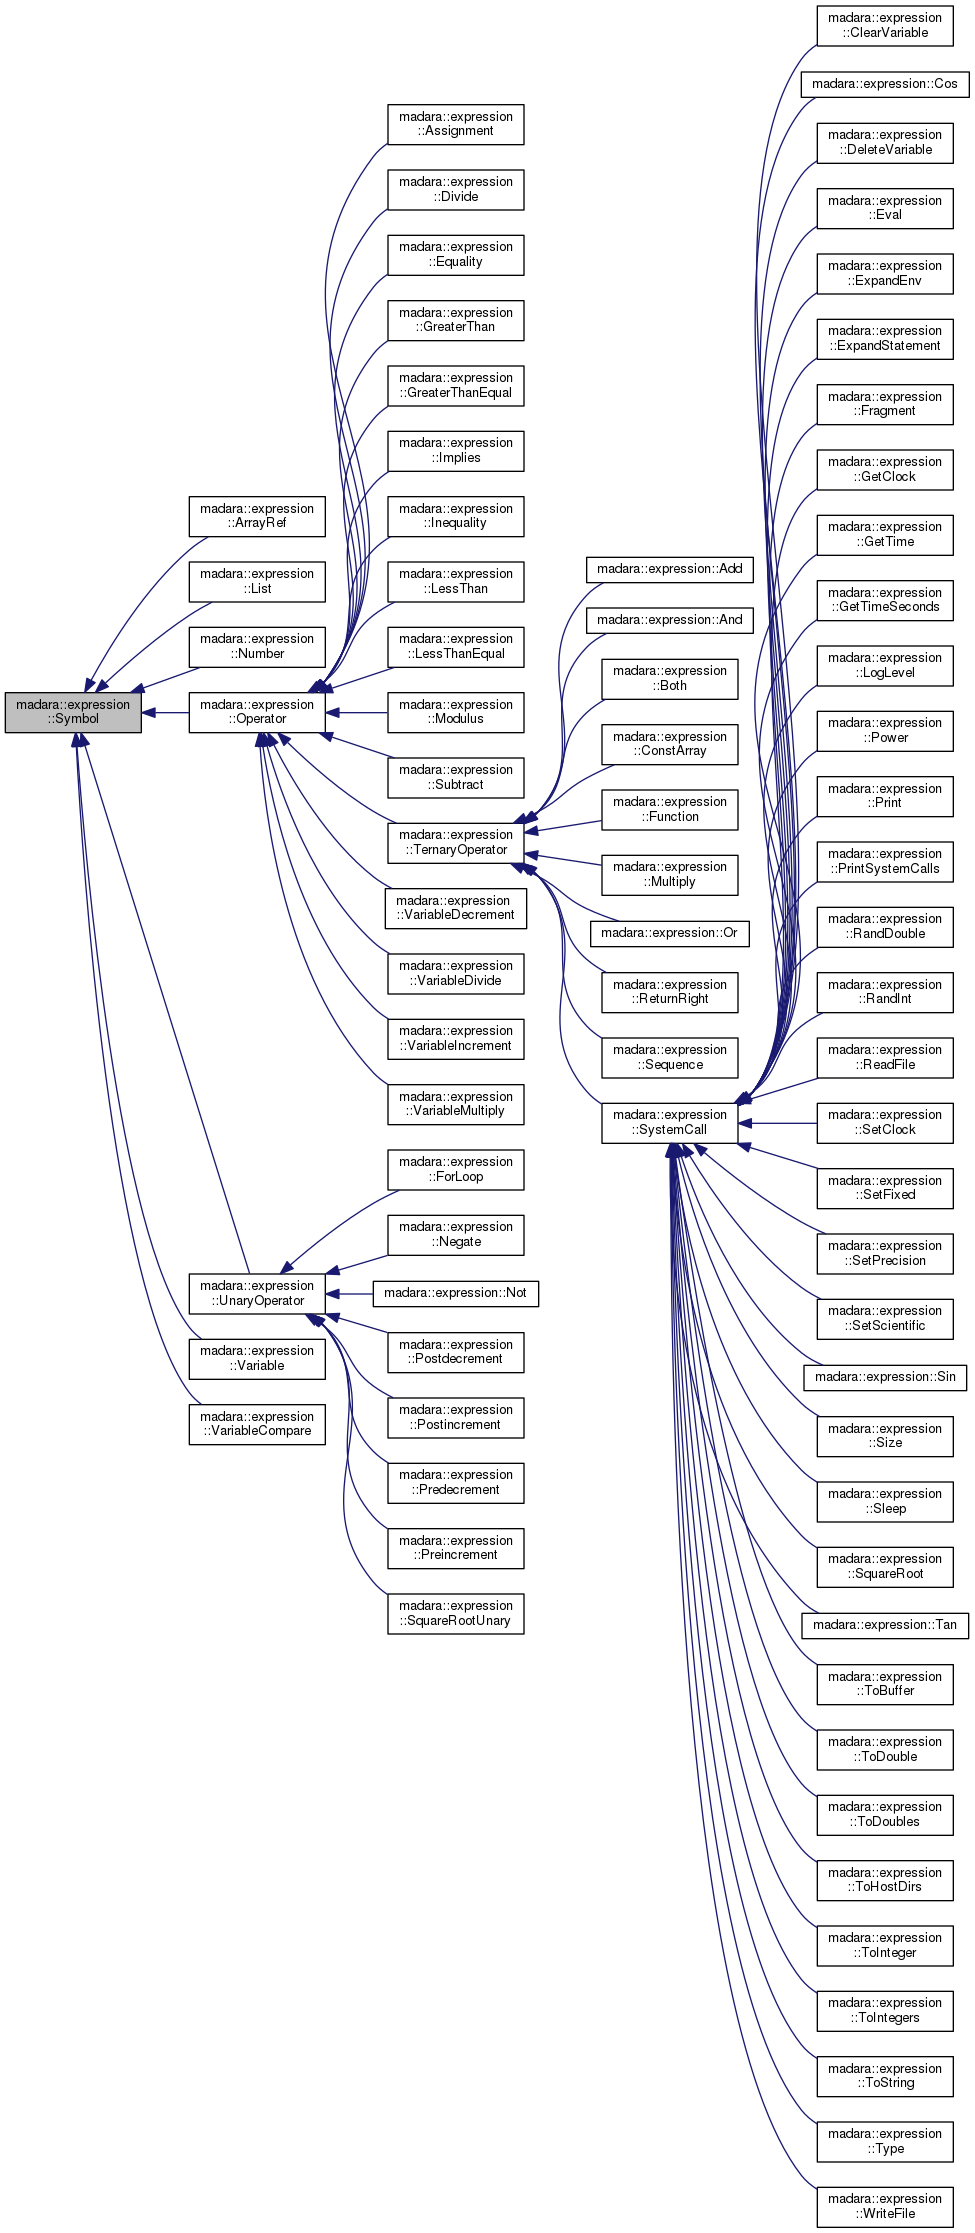 madara::expression
::Symbol
madara::expression
::ArrayRef
madara::expression
::List
madara::expression
::Number
madara::expression
::Operator
madara::expression
::UnaryOperator
madara::expression
::Variable
madara::expression
::VariableCompare
madara::expression
::Assignment
madara::expression
::Divide
madara::expression
::Equality
madara::expression
::GreaterThan
madara::expression
::GreaterThanEqual
madara::expression
::Implies
madara::expression
::Inequality
madara::expression
::LessThan
madara::expression
::LessThanEqual
madara::expression
::Modulus
madara::expression
::Subtract
madara::expression
::TernaryOperator
madara::expression
::VariableDecrement
madara::expression
::VariableDivide
madara::expression
::VariableIncrement
madara::expression
::VariableMultiply
madara::expression
::ForLoop
madara::expression
::Negate
madara::expression::Not
madara::expression
::Postdecrement
madara::expression
::Postincrement
madara::expression
::Predecrement
madara::expression
::Preincrement
madara::expression
::SquareRootUnary
madara::expression::Add
madara::expression::And
madara::expression
::Both
madara::expression
::ConstArray
madara::expression
::Function
madara::expression
::Multiply
madara::expression::Or
madara::expression
::ReturnRight
madara::expression
::Sequence
madara::expression
::SystemCall
madara::expression
::ClearVariable
madara::expression::Cos
madara::expression
::DeleteVariable
madara::expression
::Eval
madara::expression
::ExpandEnv
madara::expression
::ExpandStatement
madara::expression
::Fragment
madara::expression
::GetClock
madara::expression
::GetTime
madara::expression
::GetTimeSeconds
madara::expression
::LogLevel
madara::expression
::Power
madara::expression
::Print
madara::expression
::PrintSystemCalls
madara::expression
::RandDouble
madara::expression
::RandInt
madara::expression
::ReadFile
madara::expression
::SetClock
madara::expression
::SetFixed
madara::expression
::SetPrecision
madara::expression
::SetScientific
madara::expression::Sin
madara::expression
::Size
madara::expression
::Sleep
madara::expression
::SquareRoot
madara::expression::Tan
madara::expression
::ToBuffer
madara::expression
::ToDouble
madara::expression
::ToDoubles
madara::expression
::ToHostDirs
madara::expression
::ToInteger
madara::expression
::ToIntegers
madara::expression
::ToString
madara::expression
::Type
madara::expression
::WriteFile